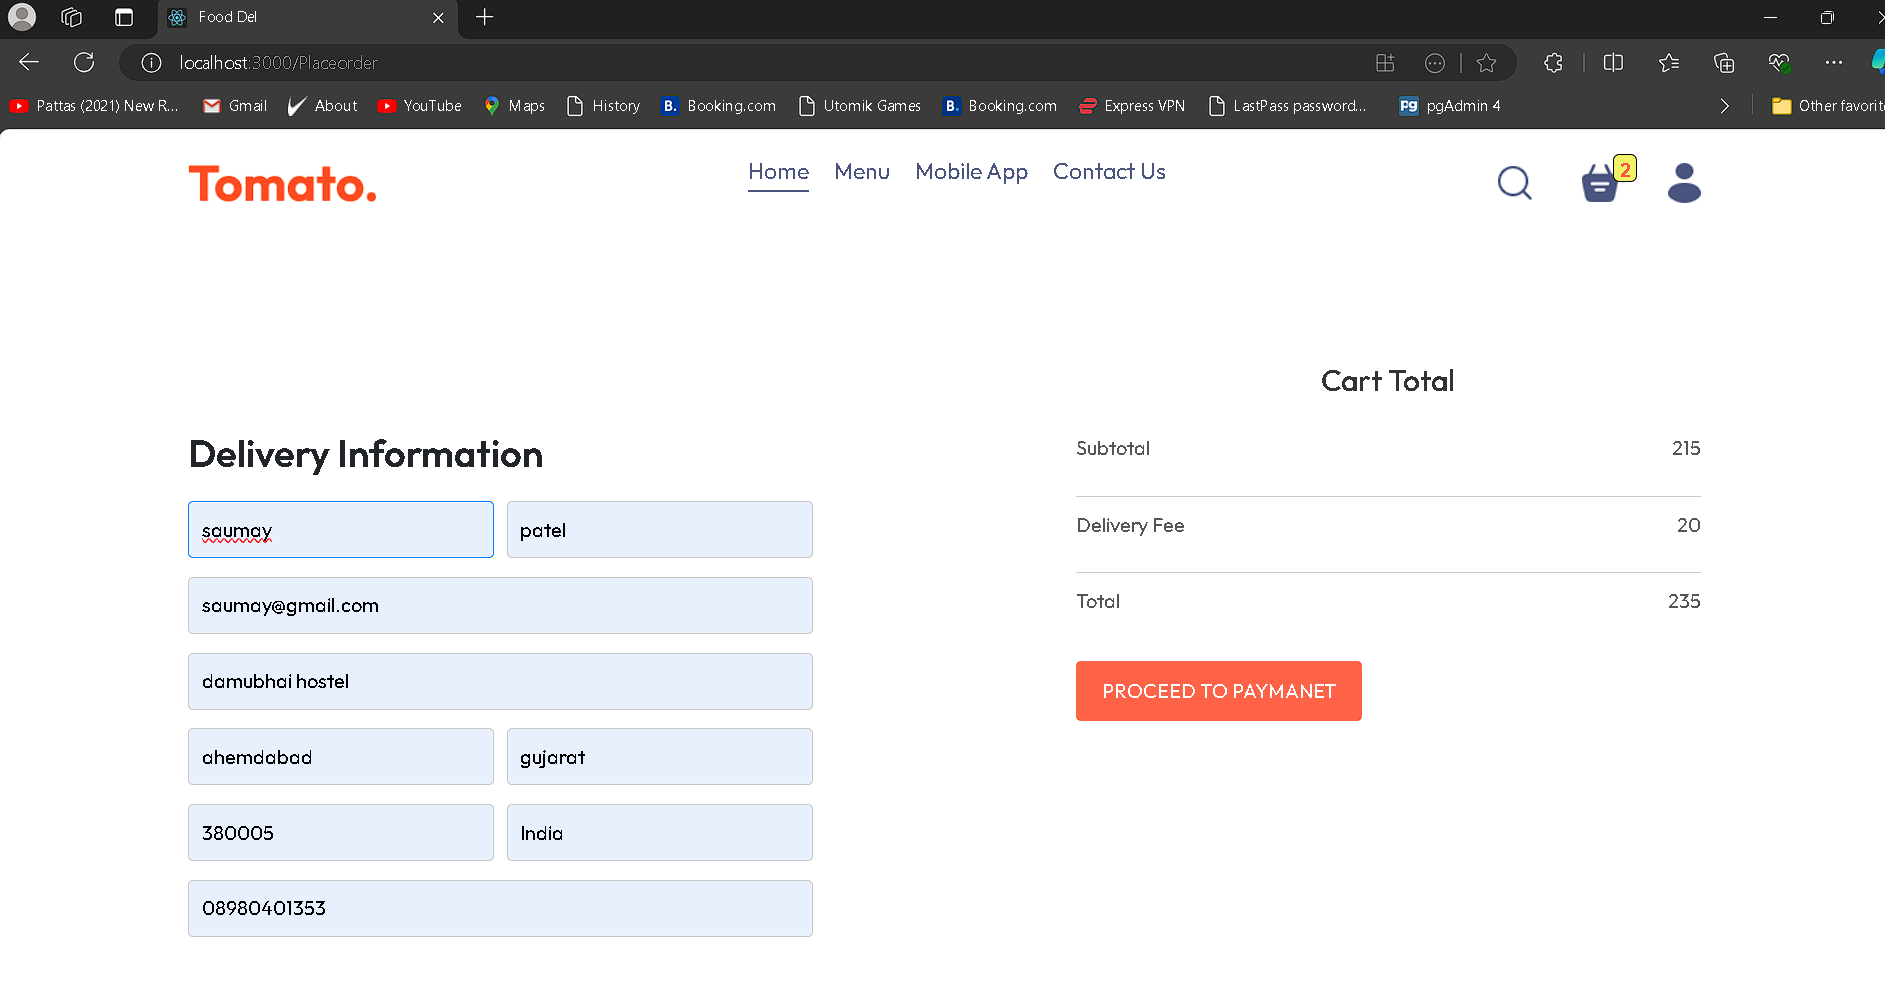 Food Del
localhost:3000/Placeorder
Pattas (2021) New R... Gmail About YouTube Maps History B. Booking.com Utomik Games B. Booking.com Express VPN LastPass password... Pg pgAdmin 4 Other favorit
Tomato. Home Menu Mobile App Contact Us 2
Cart Total
Delivery Information
Subtotal 215
saumay patel
Delivery Fee 20
saumay@gmail.com
Total 235
damubhai hostel
PROCEED TO PAYMANET
ahemdabad gujarat
380005 India
08980401353